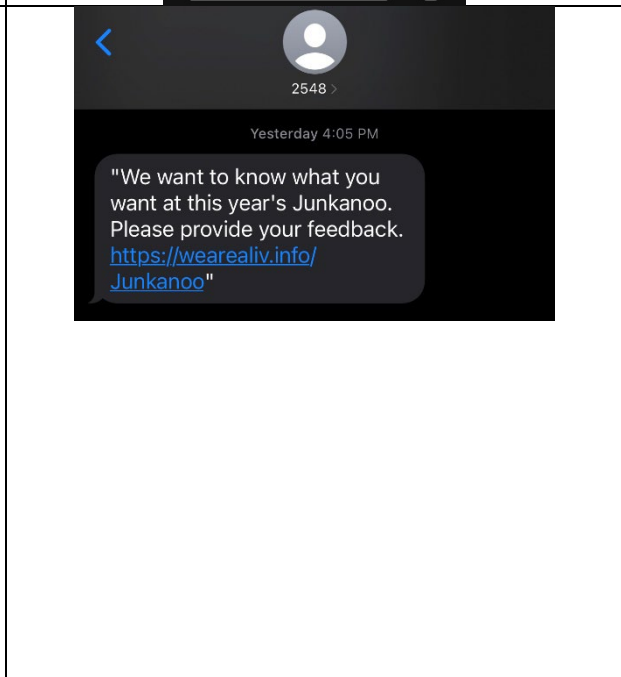 2548 >
Yesterday 4:05 PM
"We want to know what you
want at this year's Junkanoo.
Please provide your feedback.
https://wearealiv.info/
Junkanoo"